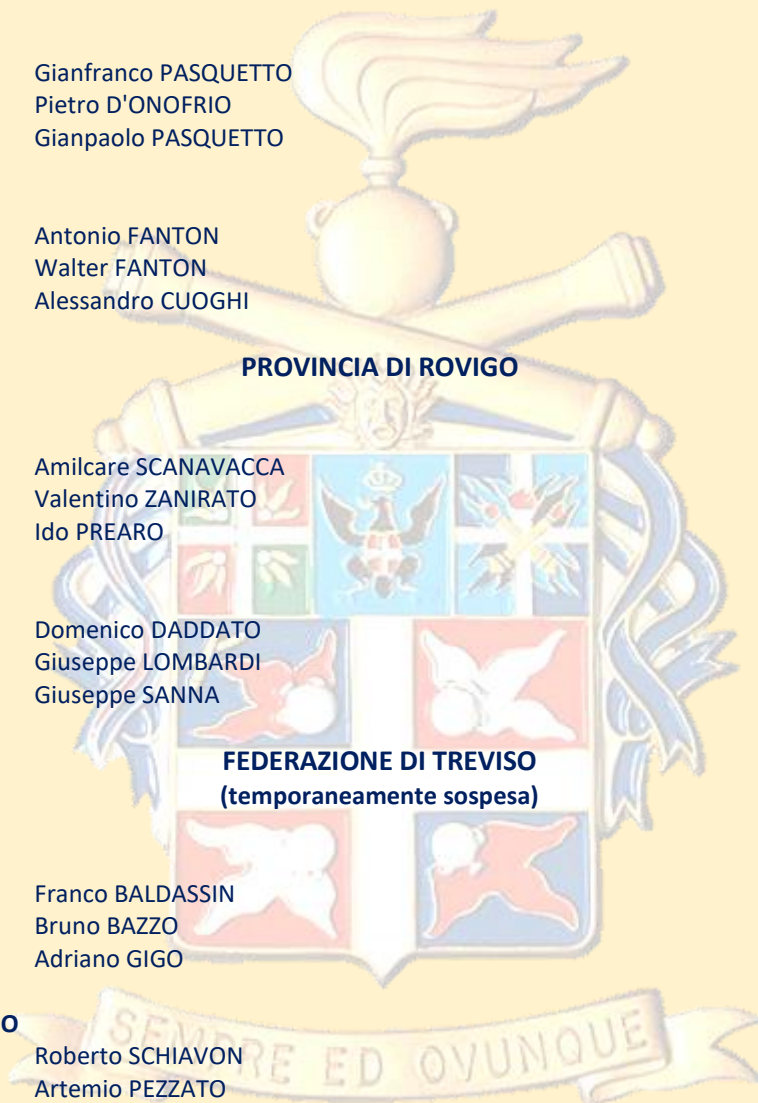 Gianfranco PASQUETTO
Pietro D'ONOFRIO
Gianpaolo PASQUETTO
Antonio FANTON
Walter FANTON
Alessandro CUOGHI
PROVINCIA DI ROVIGO
Amilcare SCANAVACCA
Valentino ZANIRATO
Ido PREARO
Domenico DADDATO
Giuseppe LOMBARDI
Giuseppe SANNA
FEDERAZIONE DI TREVISO
(temporaneamente sospesa)
Franco BALDASSIN
Bruno BAZZO
Adriano GIGO
O
Roberto SCHIAVON
SEMPRE ED OVUNQUE
Artemio PEZZATO